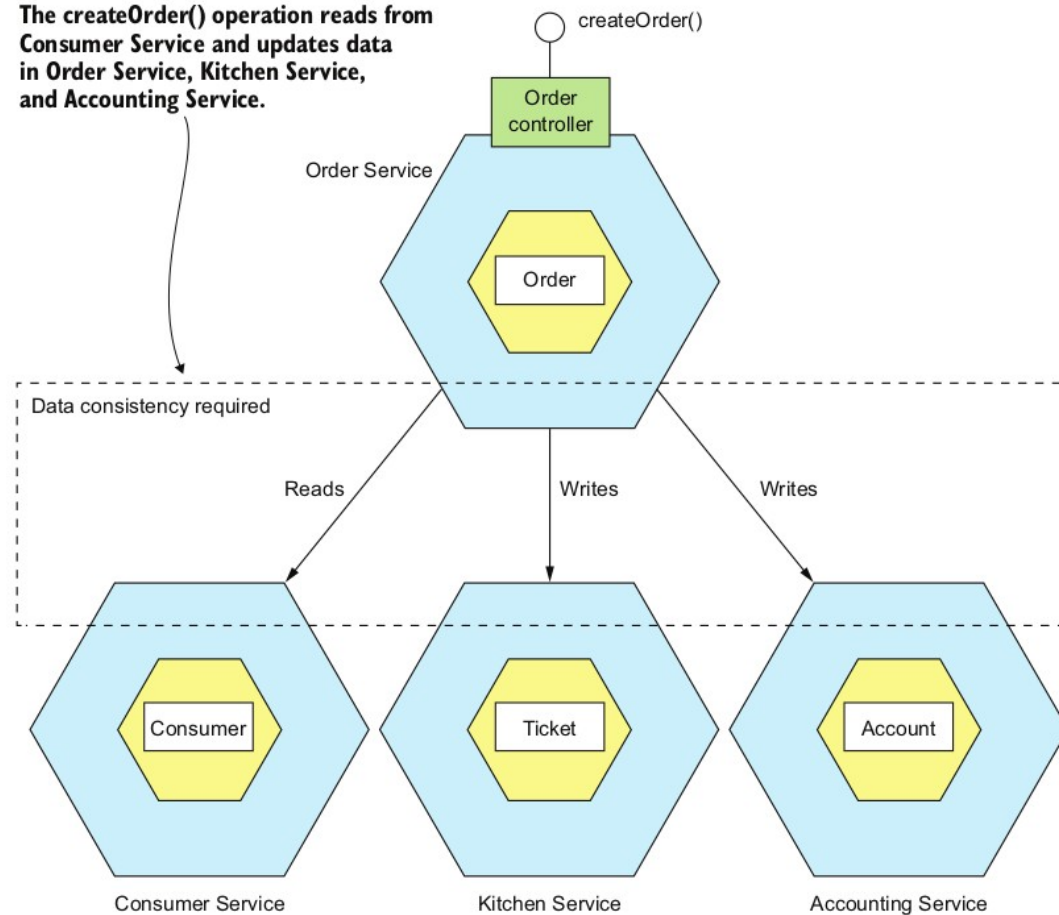 The createOrder() operation reads from
Consumer Service and updates data
in Order Service, Kitchen Service,
and Accounting Service.
createOrder()
Order
controller
Order Service
Order
Data consistency required
Reads
Writes
Writes
Consumer
Ticket
Account
Consumer Service
Kitchen Service
Accounting Service